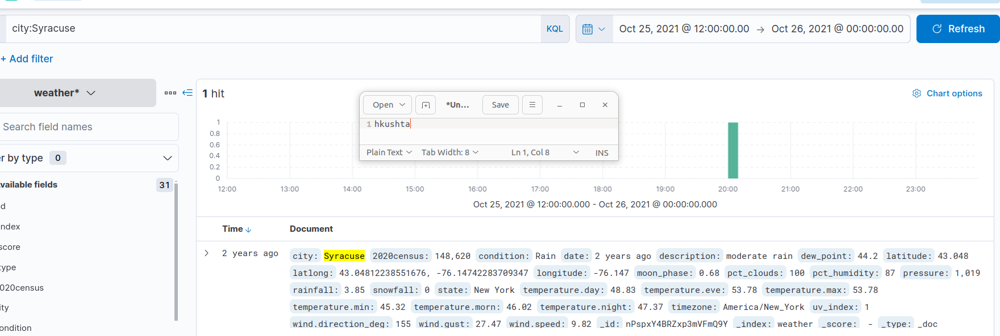 city:Syracuse KQL Oct 25, 2021 @ 12:00:00.00 → Oct 26, 2021 @ 00:00:00.00 Refresh
+ Add filter
weather*
1 hit
Chart options
Open *Un... Save
1 hkushta
Plain Text Tab Width: 8 Ln 1, Col 8 INS
Search field names
r by type 0
vailable fields 31
d
ndex
score
type
020census
ity
ondition
1
0.8
0.6
0.4
0.2
0
12:00 13:00 14:00 15:00 16:00 17:00 18:00 19:00 20:00 21:00 22:00 23:00
Oct 25, 2021 @ 12:00:00.000 - Oct 26, 2021 @ 00:00:00.000
Time Document
2 years ago
city: Syracuse 2020census: 148,620 condition: Rain date: 2 years ago description: moderate rain dew_point: 44.2 latitude: 43.048
latlong: 43.04812238551676, -76.14742283709347 longitude: -76.147 moon_phase: 0.68 pct_clouds: 100 pct_humidity: 87 pressure: 1,019
rainfall: 3.85 snowfall: 0 state: New York temperature.day: 48.83 temperature.eve: 53.78 temperature.max: 53.78
temperature.min: 45.32 temperature.morn: 46.02 temperature.night: 47.37 timezone: America/New_York uv_index: 1
wind.direction_deg: 155 wind.gust: 27.47 wind.speed: 9.82 _id: nPspxY4BRZxp3mVFmQ9Y _index: weather _score: - _type: _doc